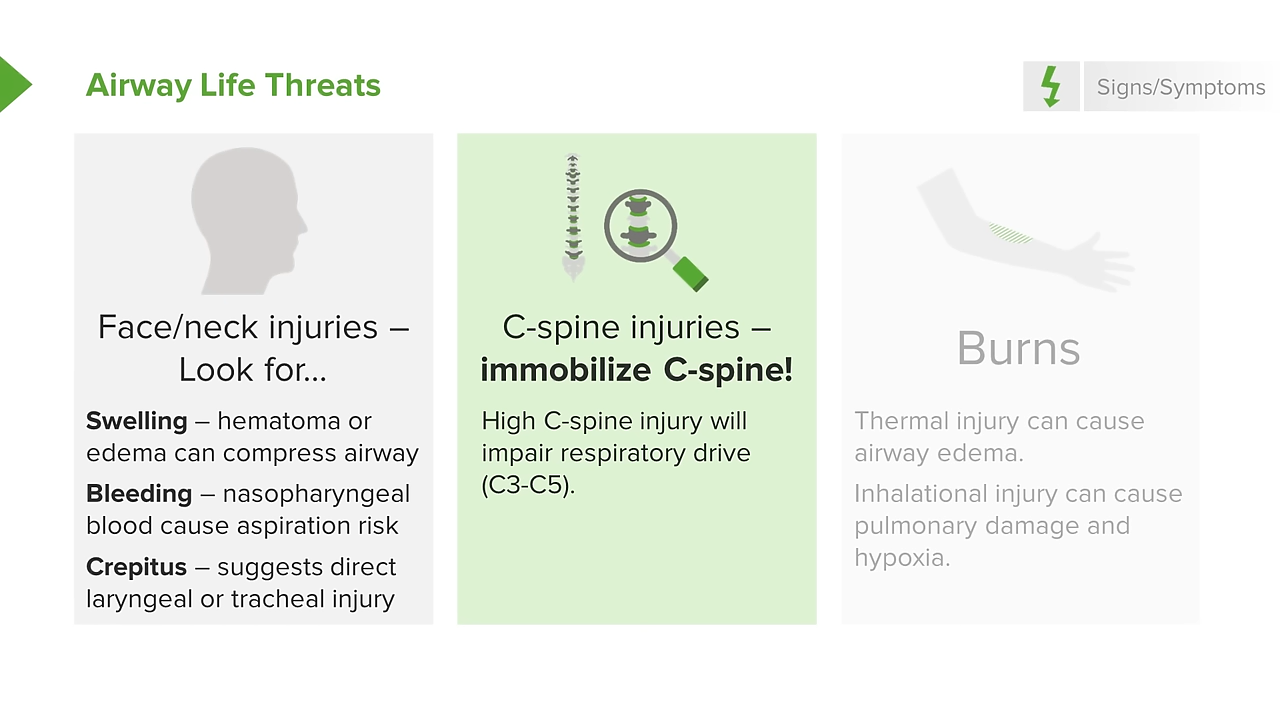 Airway Life Threats
Signs/Symptoms
Face/neck injuries –
Look for...
Swelling – hematoma or
edema can compress airway
Bleeding – nasopharyngeal
blood cause aspiration risk
Crepitus – suggests direct
laryngeal or tracheal injury
C-spine injuries –
immobilize C-spine!
High C-spine injury will
impair respiratory drive
(C3-C5).
Burns
Thermal injury can cause
airway edema.
Inhalational injury can cause
pulmonary damage and
hypoxia.